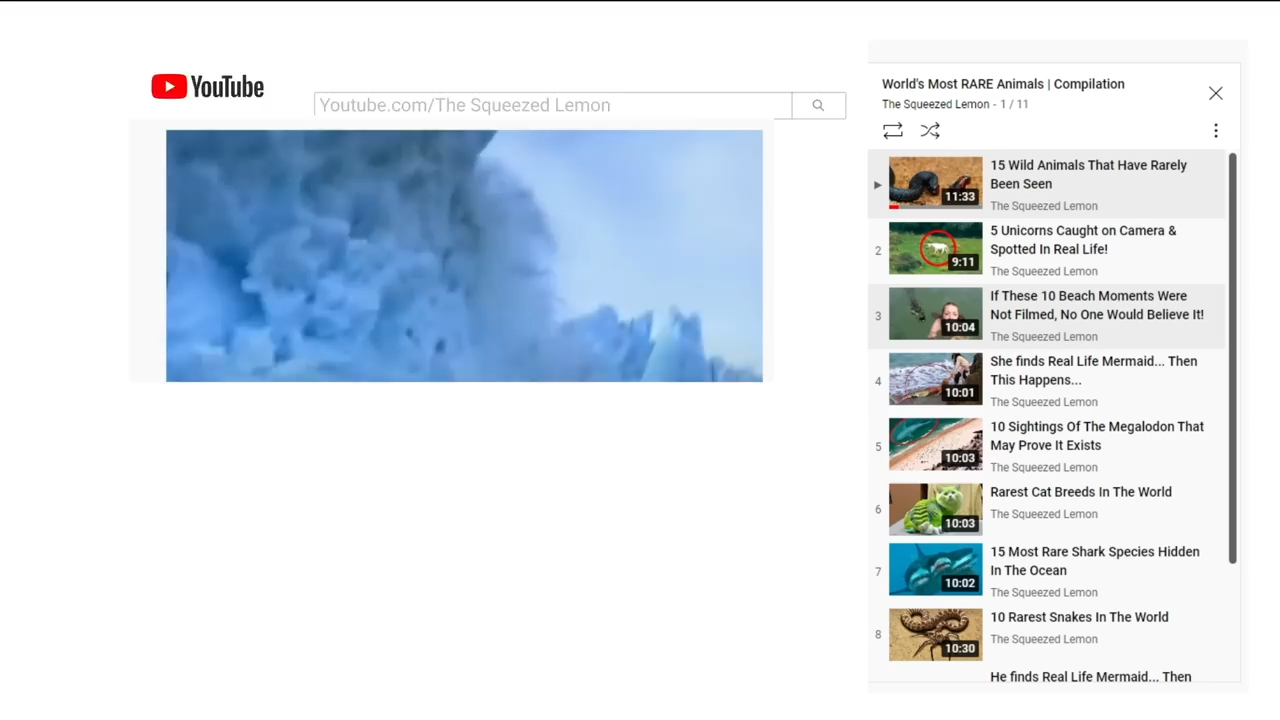 YouTube
Youtube.com/The Squeezed Lemon
World's Most RARE Animals | Compilation
The Squeezed Lemon - 1 / 11
15 Wild Animals That Have Rarely
Been Seen
The Squeezed Lemon
11:33
2
5 Unicorns Caught on Camera &
Spotted In Real Life!
The Squeezed Lemon
9:11
3
If These 10 Beach Moments Were
Not Filmed, No One Would Believe It!
The Squeezed Lemon
10:04
4
She finds Real Life Mermaid... Then
This Happens...
The Squeezed Lemon
10:01
5
10 Sightings Of The Megalodon That
May Prove It Exists
The Squeezed Lemon
10:03
6
Rarest Cat Breeds In The World
The Squeezed Lemon
10:03
7
15 Most Rare Shark Species Hidden
In The Ocean
The Squeezed Lemon
10:02
8
10 Rarest Snakes In The World
The Squeezed Lemon
10:30
He finds Real Life Mermaid... Then